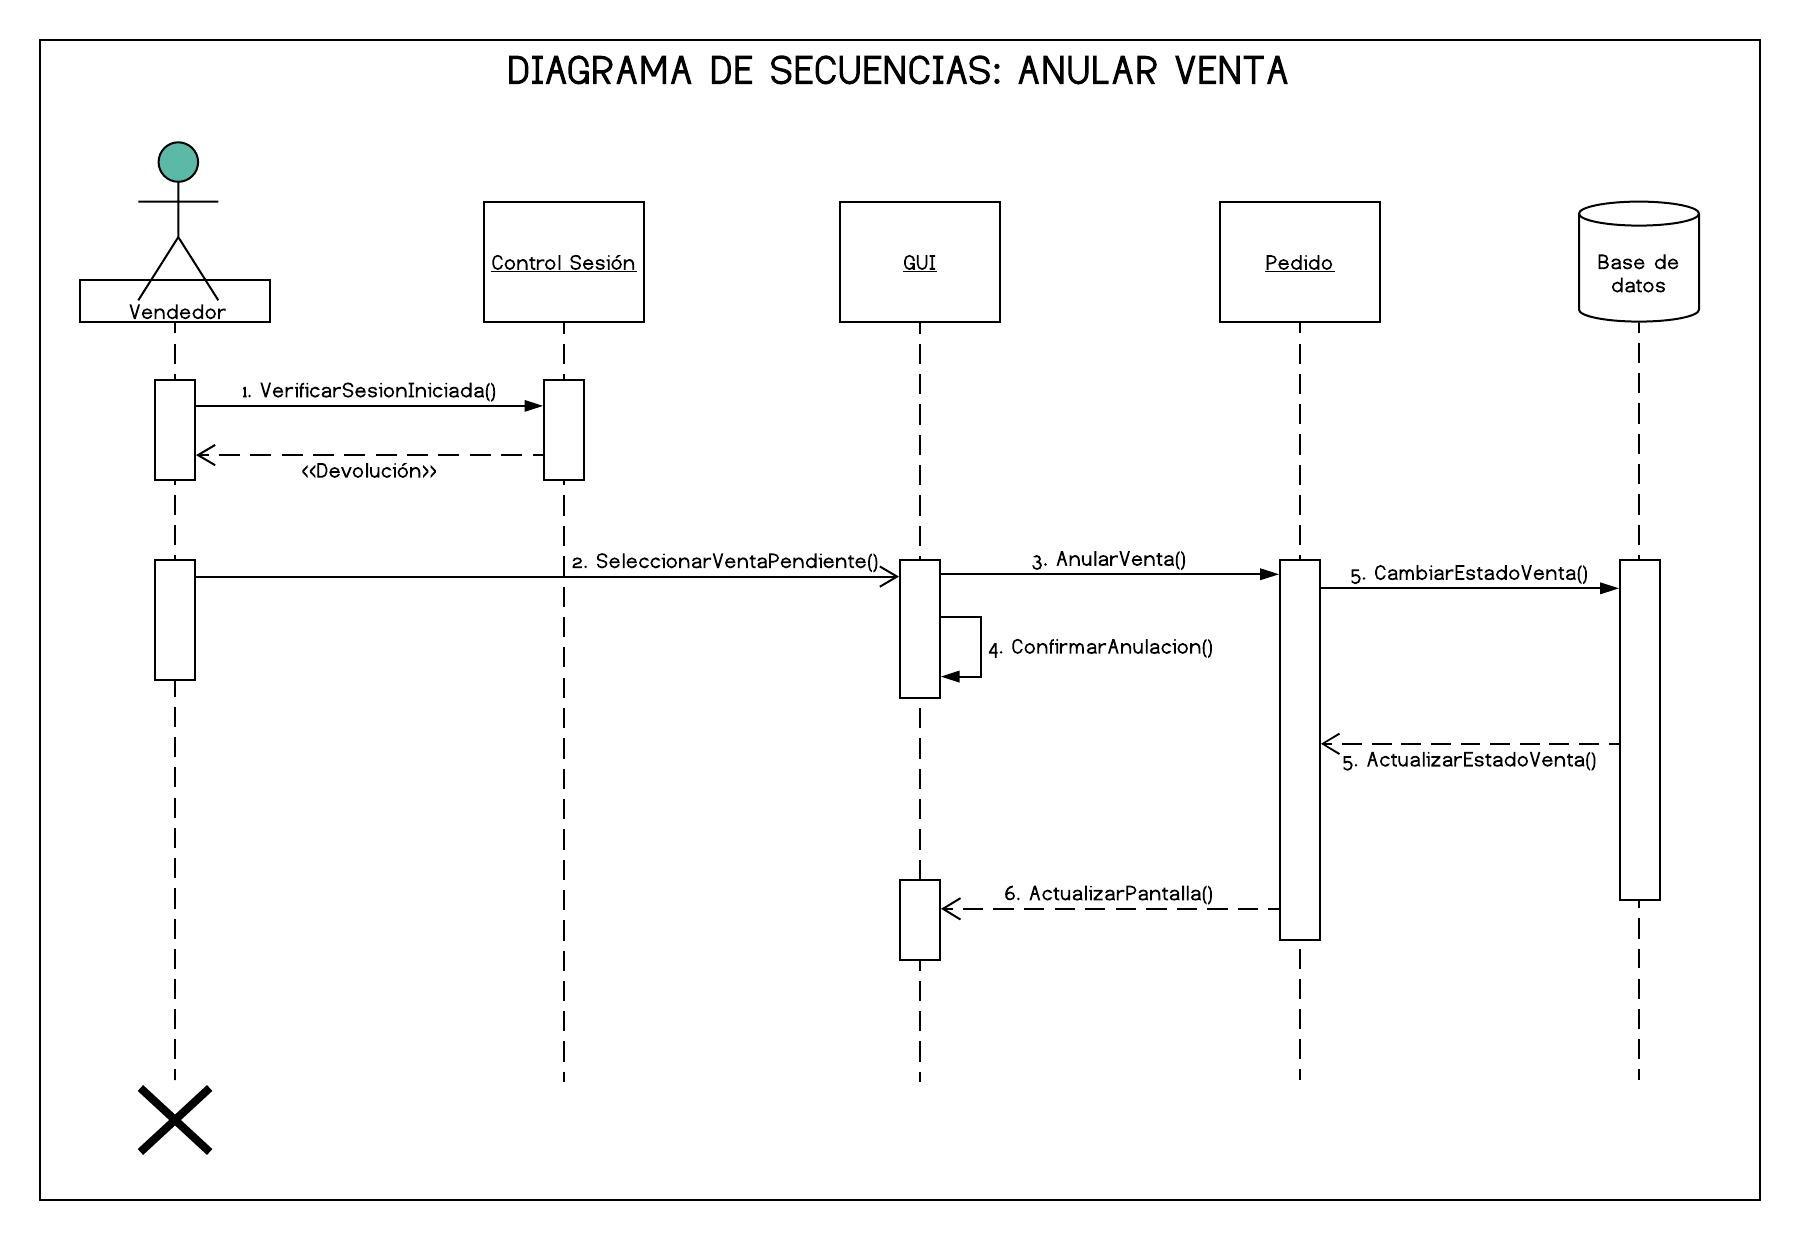 DIAGRAMA DE SECUENCIAS: ANULAR VENTA
Vendedor
Control Sesión
GUI
Pedido
Base de
datos
1. VerificarSesionIniciada()
<<Devolución>>
2. SeleccionarVentaPendiente()
3. AnularVenta()
5. CambiarEstadoVenta()
4. ConfirmarAnulacion()
5. ActualizarEstadoVenta()
6. ActualizarPantalla()